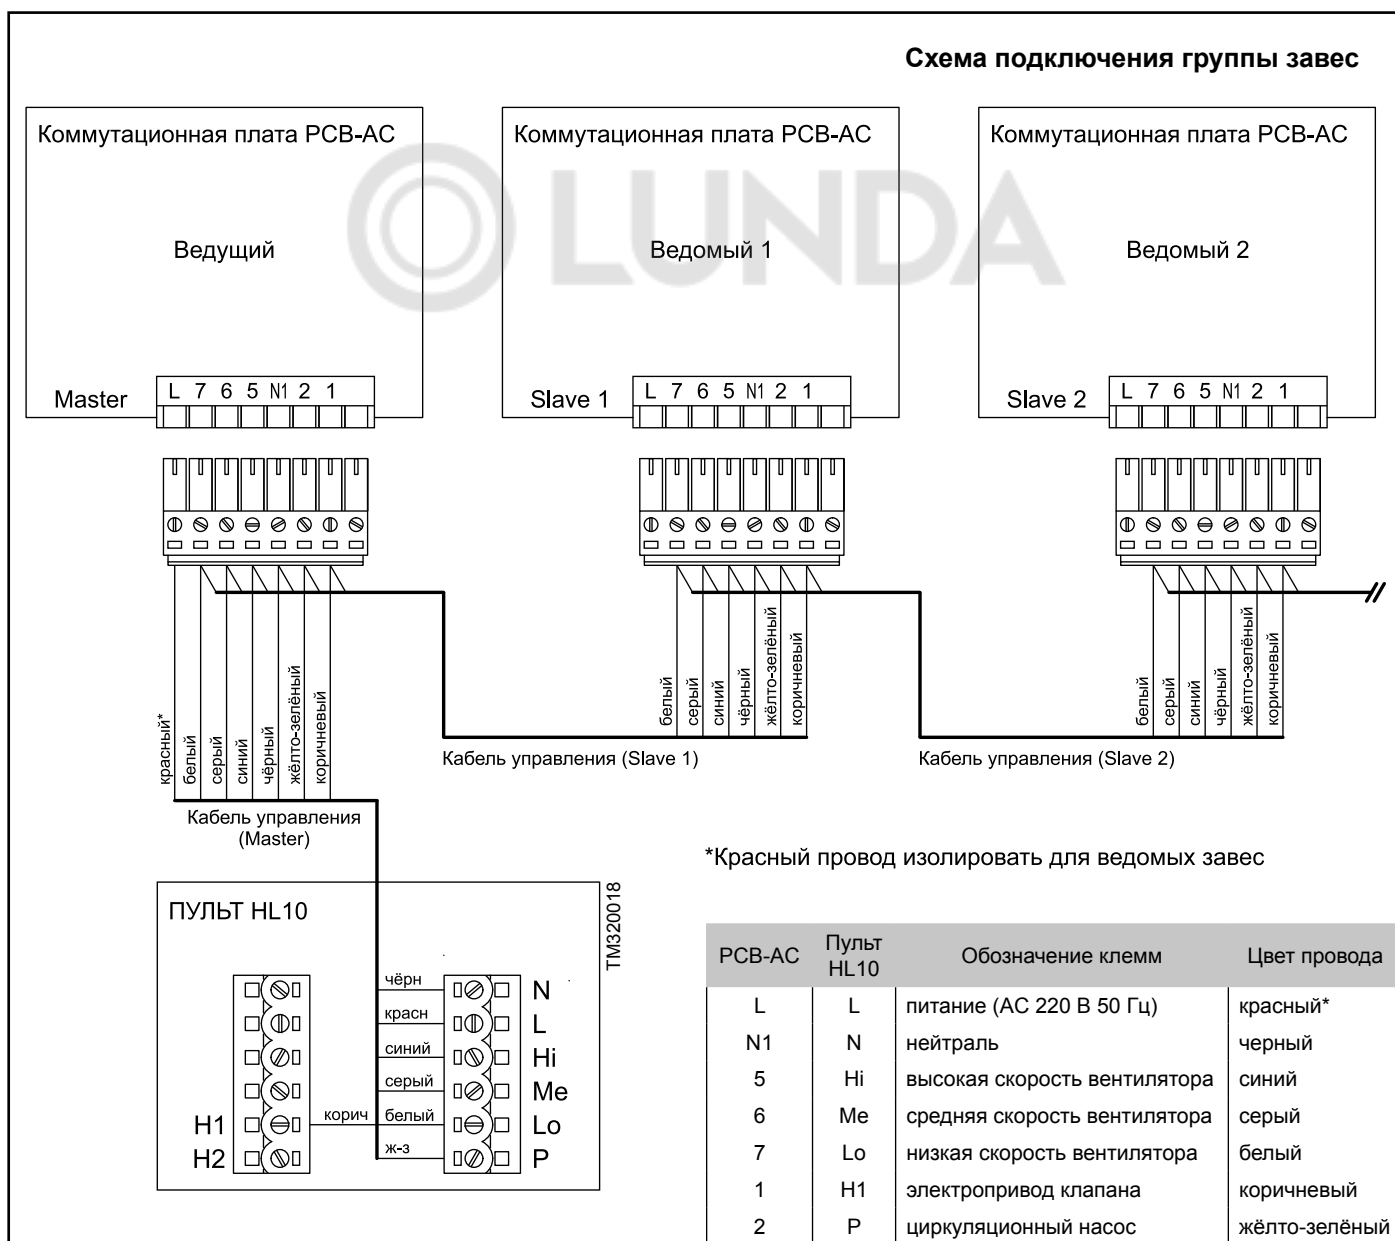 Схема подключения группы завес
Коммутационная плата PCB-AC
Коммутационная плата PCB-AC
Коммутационная плата PCB-AC
LUNDA
Ведущий
Ведомый 1
Ведомый 2
Master
L 7 6 5 N1 2 1
Slave 1
L 7 6 5 N1 2 1
Slave 2
L 7 6 5 N1 2 1
красный*
белый
серый
синий
чёрный
жёлто-зелёный
коричневый
белый
серый
синий
чёрный
жёлто-зелёный
коричневый
белый
серый
синий
чёрный
жёлто-зелёный
коричневый
Кабель управления (Slave 1)
Кабель управления (Slave 2)
Кабель управления
(Master)
*Красный провод изолировать для ведомых завес
ПУЛЬТ HL10
TM320018
чёрн N
красн L
синий Hi
серый Me
H1 корич белый Lo
H2 ж-з P
PCB-AC Пульт HL10 Обозначение клемм Цвет провода
L L питание (AC 220 В 50 Гц) красный*
N1 N нейтраль черный
5 Hi высокая скорость вентилятора синий
6 Me средняя скорость вентилятора серый
7 Lo низкая скорость вентилятора белый
1 H1 электропривод клапана коричневый
2 P циркуляционный насос жёлто-зелёный